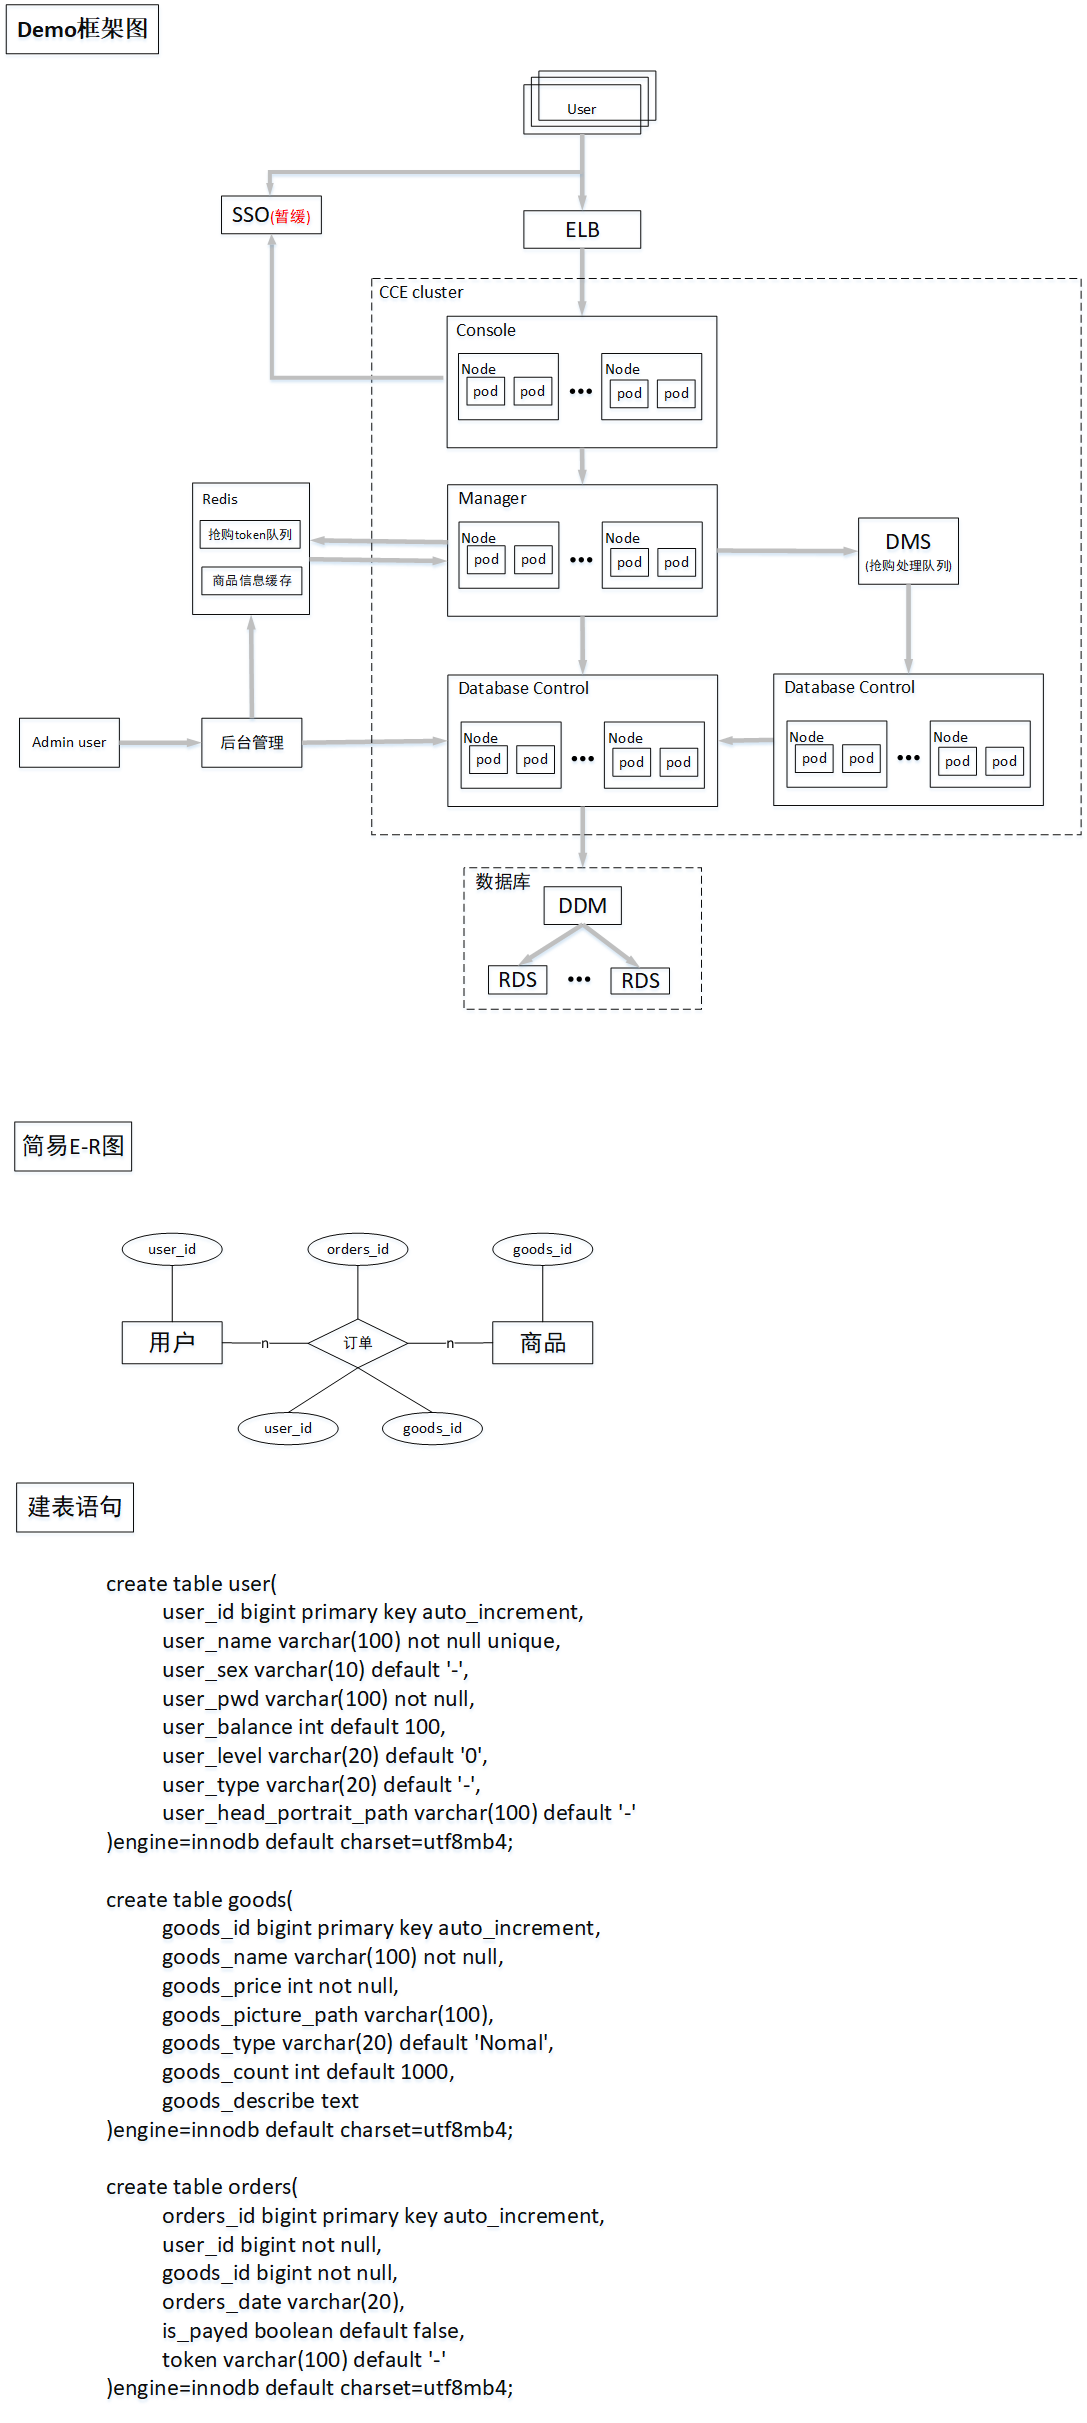 Demo框架图
User
SSO(暂缓)
ELB
CCE cluster
Console
Node
pod
pod
•••
Node
pod
pod
Redis
抢购token队列
商品信息缓存
Manager
Node
pod
pod
•••
Node
pod
pod
DMS
(抢购处理队列)
Admin user
后台管理
Database Control
Node
pod
pod
•••
Node
pod
pod
Database Control
Node
pod
pod
•••
Node
pod
pod
数据库
DDM
RDS
•••
RDS
简易E-R图
user_id
orders_id
goods_id
用户
n
订单
n
商品
user_id
goods_id
建表语句
create table user(
user_id bigint primary key auto_increment,
user_name varchar(100) not null unique,
user_sex varchar(10) default '-',
user_pwd varchar(100) not null,
user_balance int default 100,
user_level varchar(20) default '0',
user_type varchar(20) default '-',
user_head_portrait_path varchar(100) default '-'
)engine=innodb default charset=utf8mb4;
create table goods(
goods_id bigint primary key auto_increment,
goods_name varchar(100) not null,
goods_price int not null,
goods_picture_path varchar(100),
goods_type varchar(20) default 'Nomal',
goods_count int default 1000,
goods_describe text
)engine=innodb default charset=utf8mb4;
create table orders(
orders_id bigint primary key auto_increment,
user_id bigint not null,
goods_id bigint not null,
orders_date varchar(20),
is_payed boolean default false,
token varchar(100) default '-'
)engine=innodb default charset=utf8mb4;